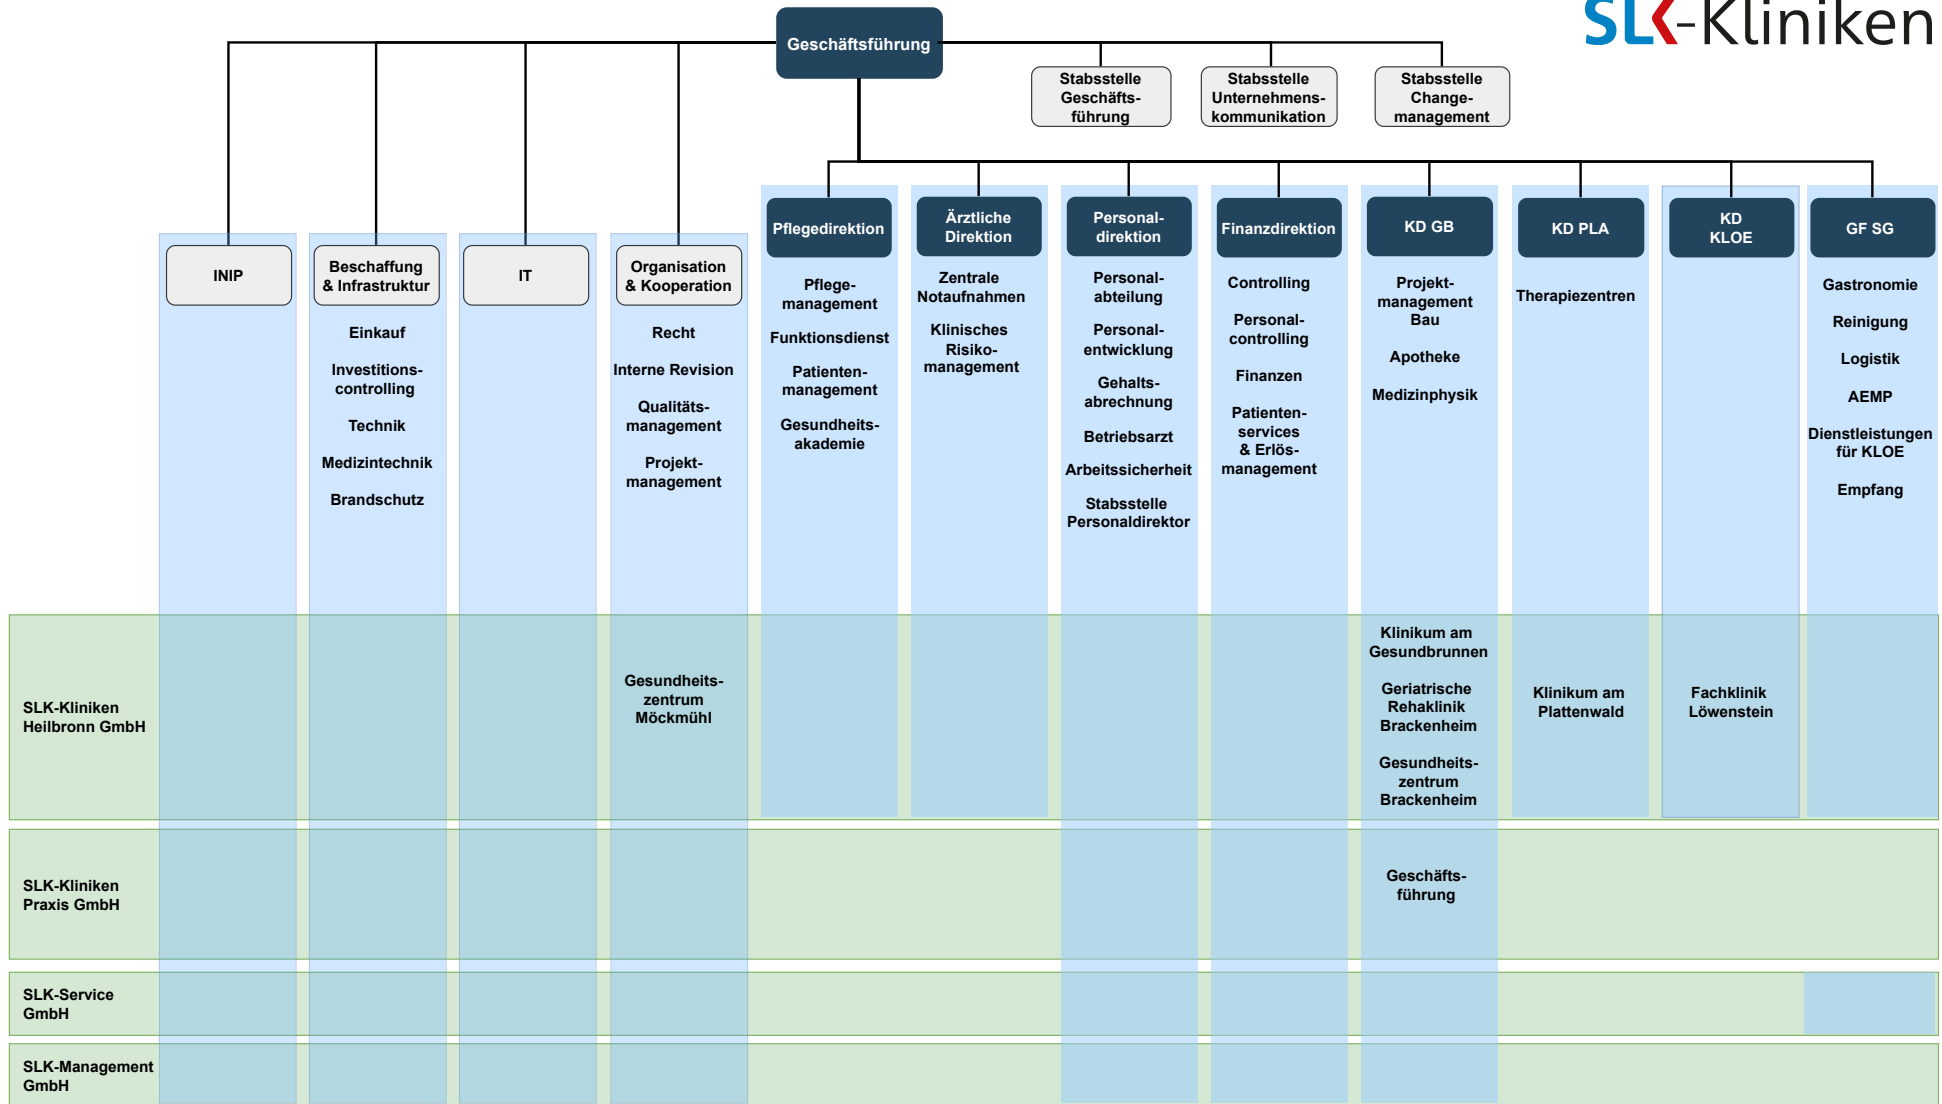 SLK-Kliniken
Geschäftsführung
Stabsstelle
Geschäfts-
führung
Stabsstelle
Unternehmens-
kommunikation
Stabsstelle
Change-
management
INIP
Beschaffung
& Infrastruktur
Einkauf
Investitions-
controlling
Technik
Medizintechnik
Brandschutz
IT
Organisation
& Kooperation
Recht
Interne Revision
Qualitäts-
management
Projekt-
management
Pflegedirektion
Pflege-
management
Funktionsdienst
Patienten-
management
Gesundheits-
akademie
Ärztliche
Direktion
Zentrale
Notaufnahmen
Klinisches
Risiko-
management
Personal-
direktion
Personal-
abteilung
Personal-
entwicklung
Gehalts-
abrechnung
Betriebsarzt
Arbeitssicherheit
Stabsstelle
Personaldirektor
Finanzdirektion
Controlling
Personal-
controlling
Finanzen
Patienten-
services
& Erlös-
management
KD GB
Projekt-
management
Bau
Apotheke
Medizinphysik
KD PLA
Therapiezentren
KD
KLOE
GF SG
Gastronomie
Reinigung
Logistik
AEMP
Dienstleistungen
für KLOE
Empfang
SLK-Kliniken
Heilbronn GmbH
Gesundheits-
zentrum
Möckmühl
Klinikum am
Gesundbrunnen
Geriatrische
Rehaklinik
Brackenheim
Gesundheits-
zentrum
Brackenheim
Klinikum am
Plattenwald
Fachklinik
Löwenstein
SLK-Kliniken
Praxis GmbH
Geschäfts-
führung
SLK-Service
GmbH
SLK-Management
GmbH